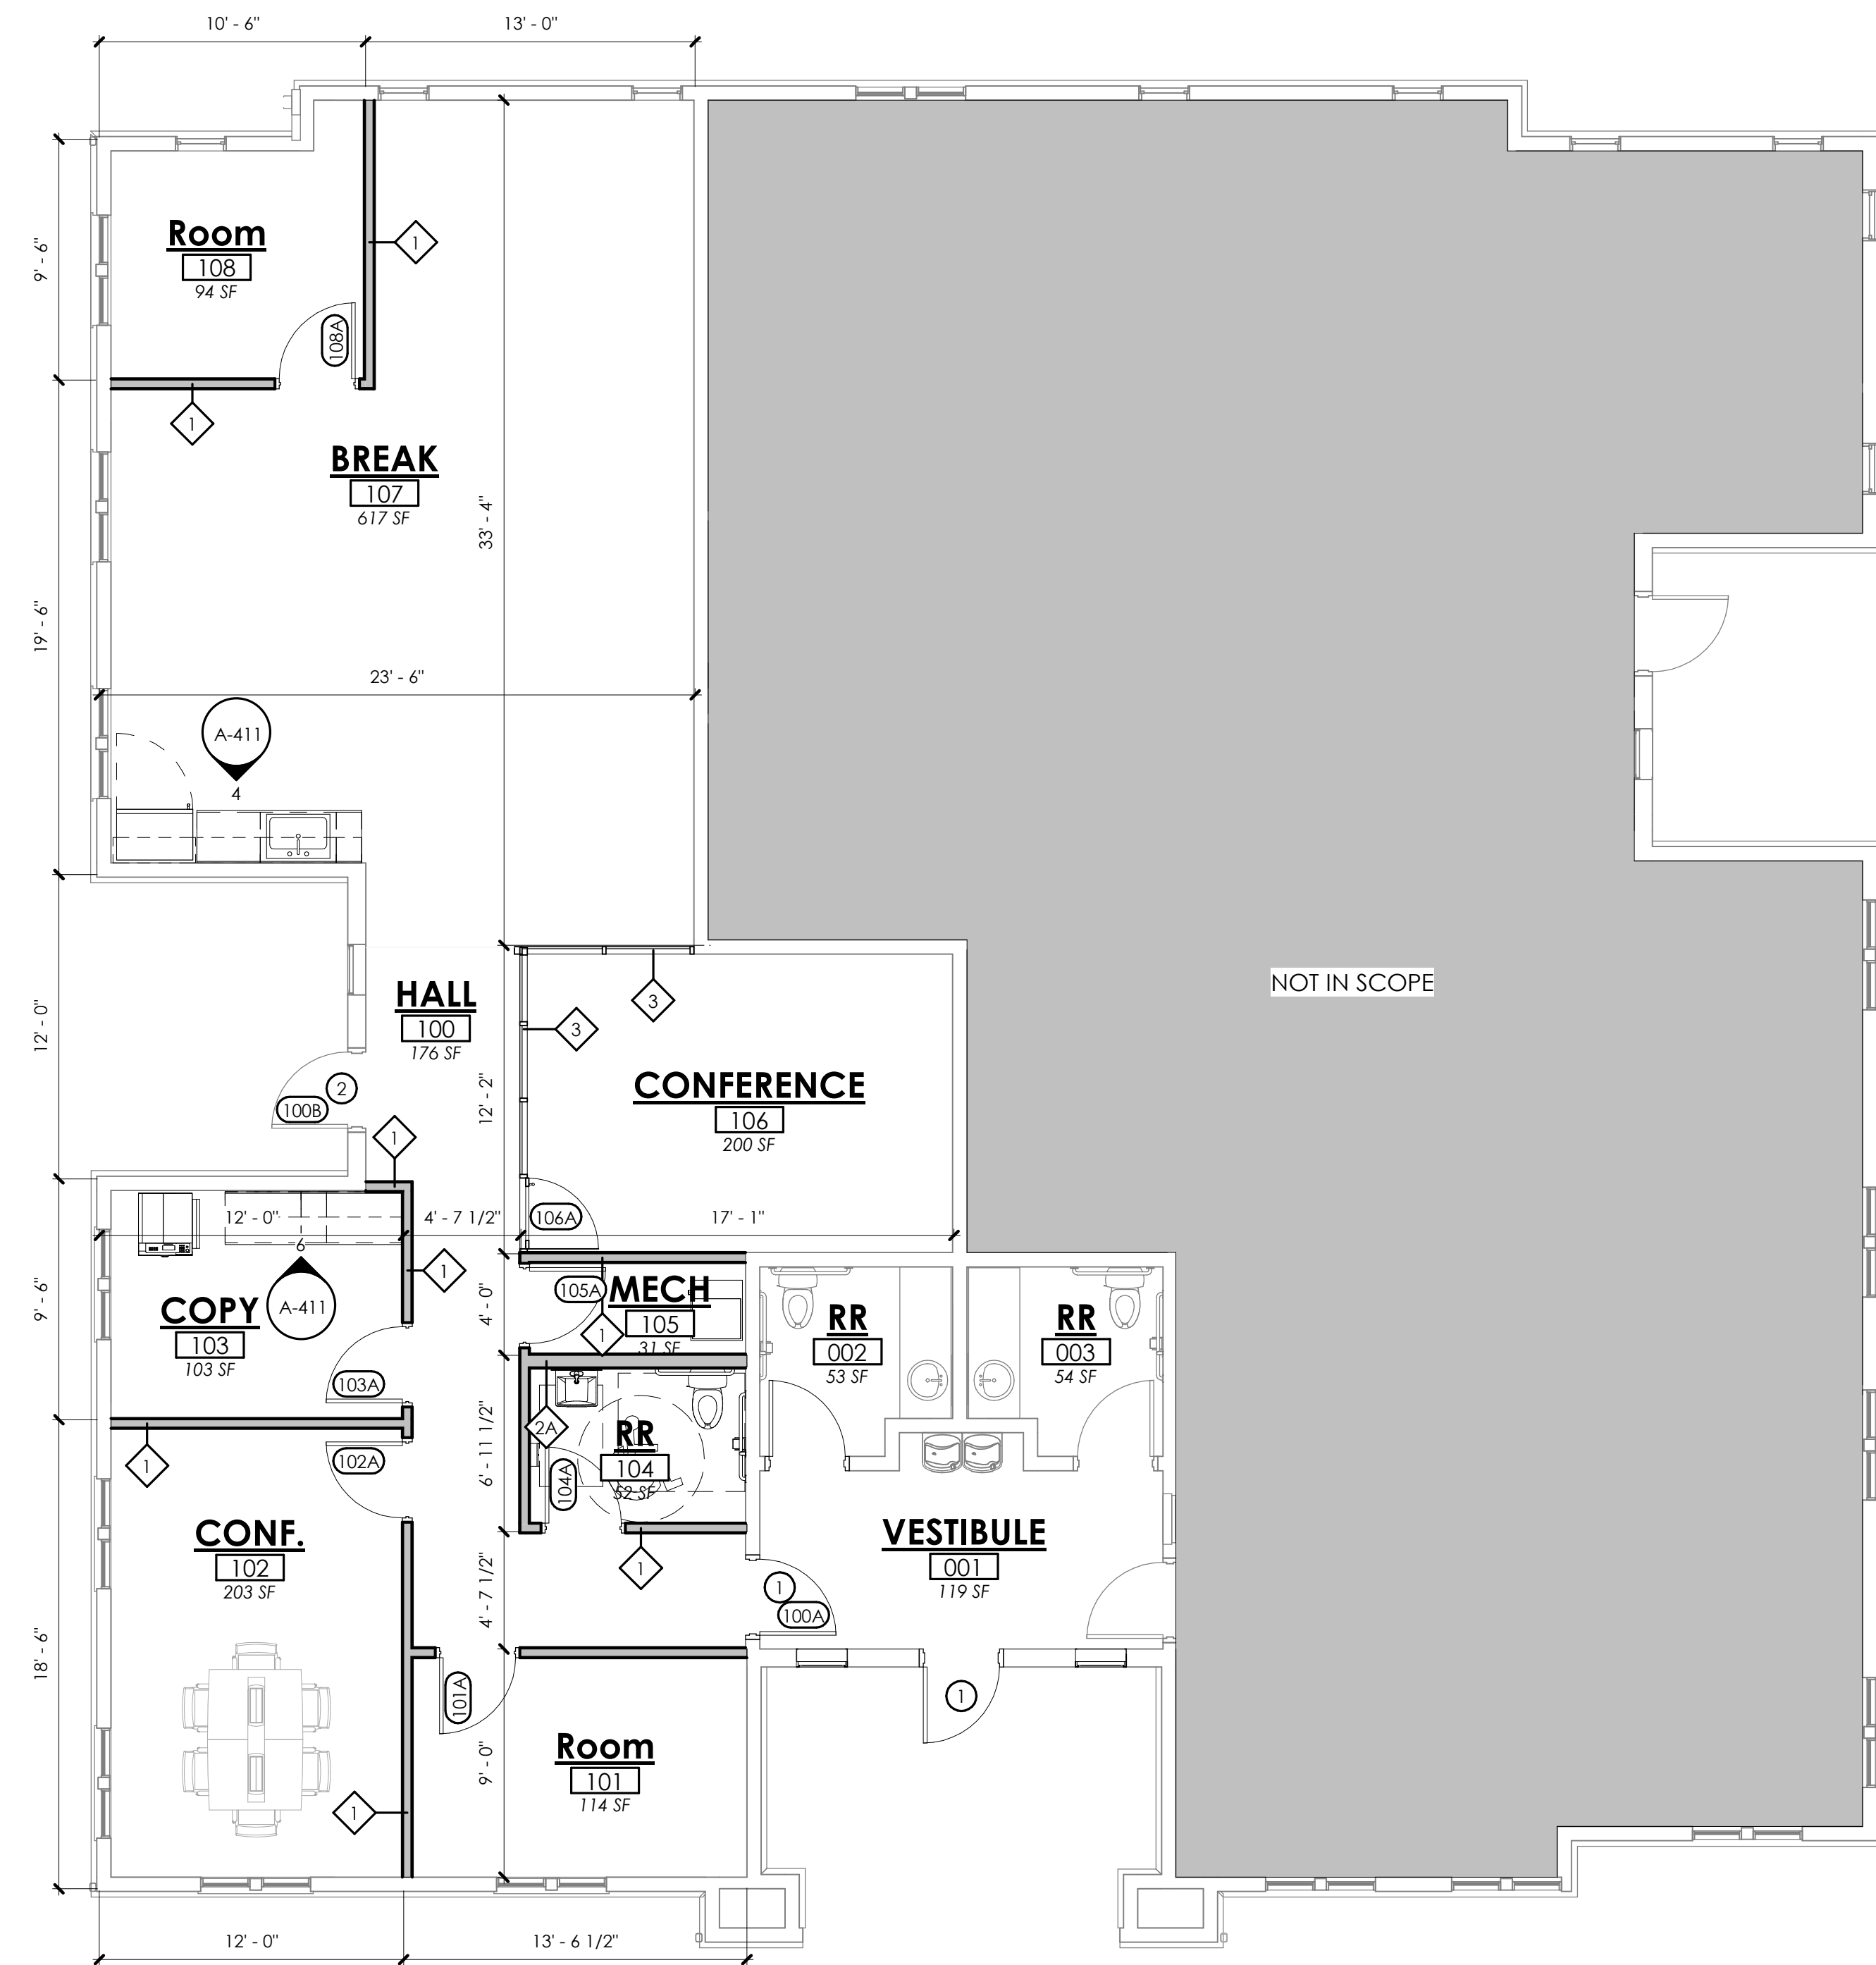 10' - 6"
13' - 0"
9' - 6"
Room
108
94 SF
1
108A
1
BREAK
107
617 SF
33' - 4"
19' - 6"
23' - 6"
A-411
4
NOT IN SCOPE
HALL
100
176 SF
3
3
12' - 0"
12' - 2"
CONFERENCE
106
200 SF
2
100B
1
12' - 0"
4' - 7 1/2"
106A
17' - 1"
6
A-411
1
9' - 6"
COPY
103
103 SF
103A
4' - 0"
105A
MECH
105
31 SF
1
RR
002
53 SF
RR
003
54 SF
1
102A
6' - 11 1/2"
2A
RR
104
52 SF
104A
CONF.
102
203 SF
1
VESTIBULE
001
119 SF
4' - 7 1/2"
1
100A
18' - 6"
101A
1
Room
101
114 SF
9' - 0"
1
12' - 0"
13' - 6 1/2"